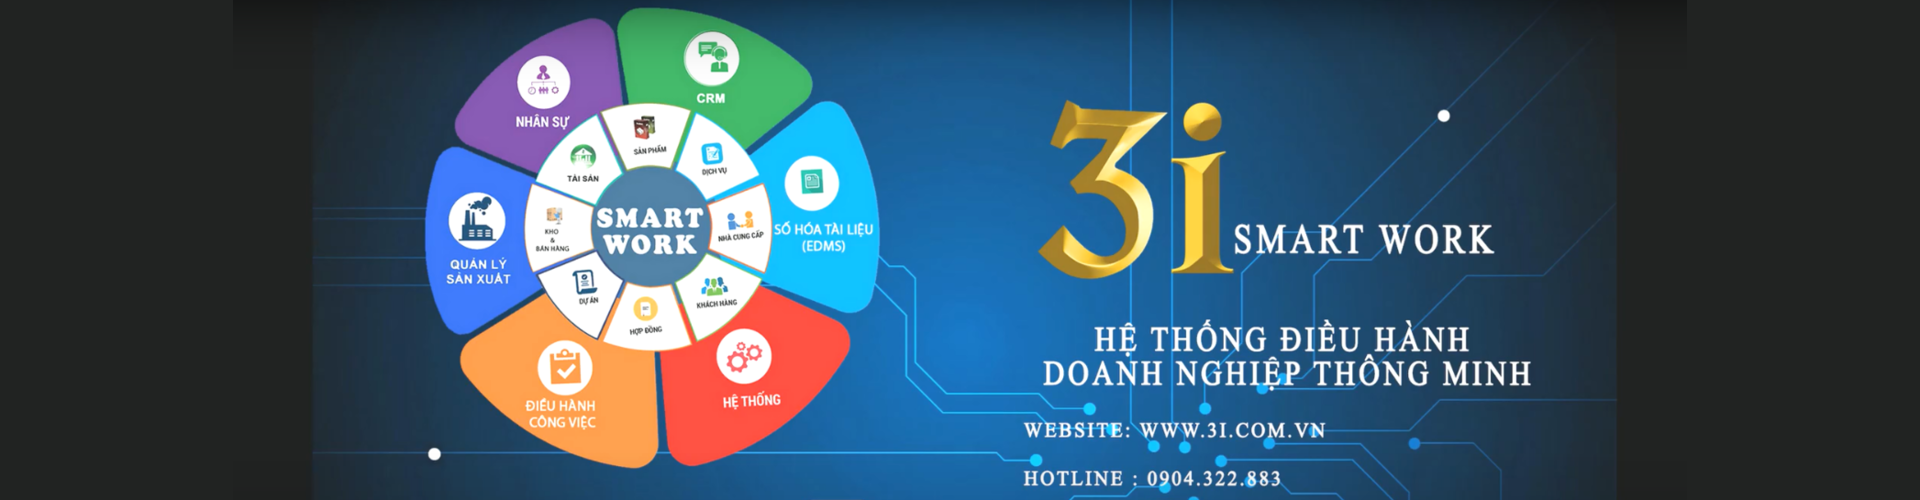 NHÂN SỰ
CRM
SỐ HÓA TÀI LIỆU
(EDMS)
HỆ THỐNG
ĐIỀU HÀNH
CÔNG VIỆC
QUẢN LÝ
SẢN XUẤT
SẢN PHẨM
DỊCH VỤ
NHÀ CUNG CẤP
KHÁCH HÀNG
HỢP ĐỒNG
DỰ ÁN
KHO
&
BÁN HÀNG
TÀI SẢN
SMART
WORK
3i SMART WORK
HỆ THỐNG ĐIỀU HÀNH
DOANH NGHIỆP THÔNG MINH
WEBSITE: WWW.3I.COM.VN
HOTLINE : 0904.322.883